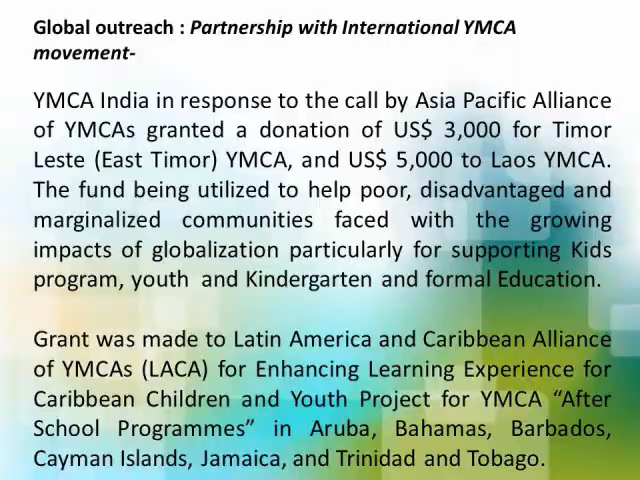 Global outreach : Partnership with International YMCA
movement-
YMCA India in response to the call by Asia Pacific Alliance
of YMCAs granted a donation of US$ 3,000 for Timor
Leste (East Timor) YMCA, and US$ 5,000 to Laos YMCA.
The fund being utilized to help poor, disadvantaged and
marginalized communities faced with the growing
impacts of globalization particularly for supporting Kids
program, youth and Kindergarten and formal Education.
Grant was made to Latin America and Caribbean Alliance
of YMCAs (LACA) for Enhancing Learning Experience for
Caribbean Children and Youth Project for YMCA “After
School Programmes” in Aruba, Bahamas, Barbados,
Cayman Islands, Jamaica, and Trinidad and Tobago.